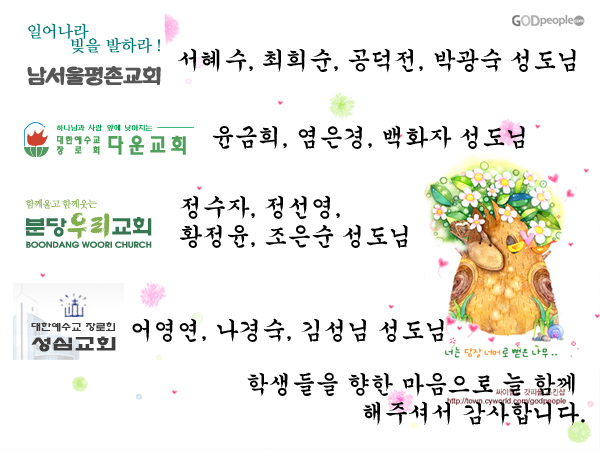 일어나라
빛을 발하라 !
GODpeople.com
남서울평촌교회
서혜수, 최희순, 공덕전, 박광숙 성도님
하나님과 사람 앞에 낮아지는
대한예수교
장로회
다운교회
윤금희, 염은경, 백화자 성도님
함께울고 함께웃는
분당우리교회
BOONDANG WOORI CHURCH
정수자, 정선영,
황정윤, 조은순 성도님
대한예수교 장로회
성심교회
어영연, 나경숙, 김성님 성도님
너는 담장 너머로 뻗은 나무..
학생들을 향한 마음으로 늘 함께
싸이월드 갓피플
http://town.cyworld.com/godpeople
해주셔서 감사합니다.